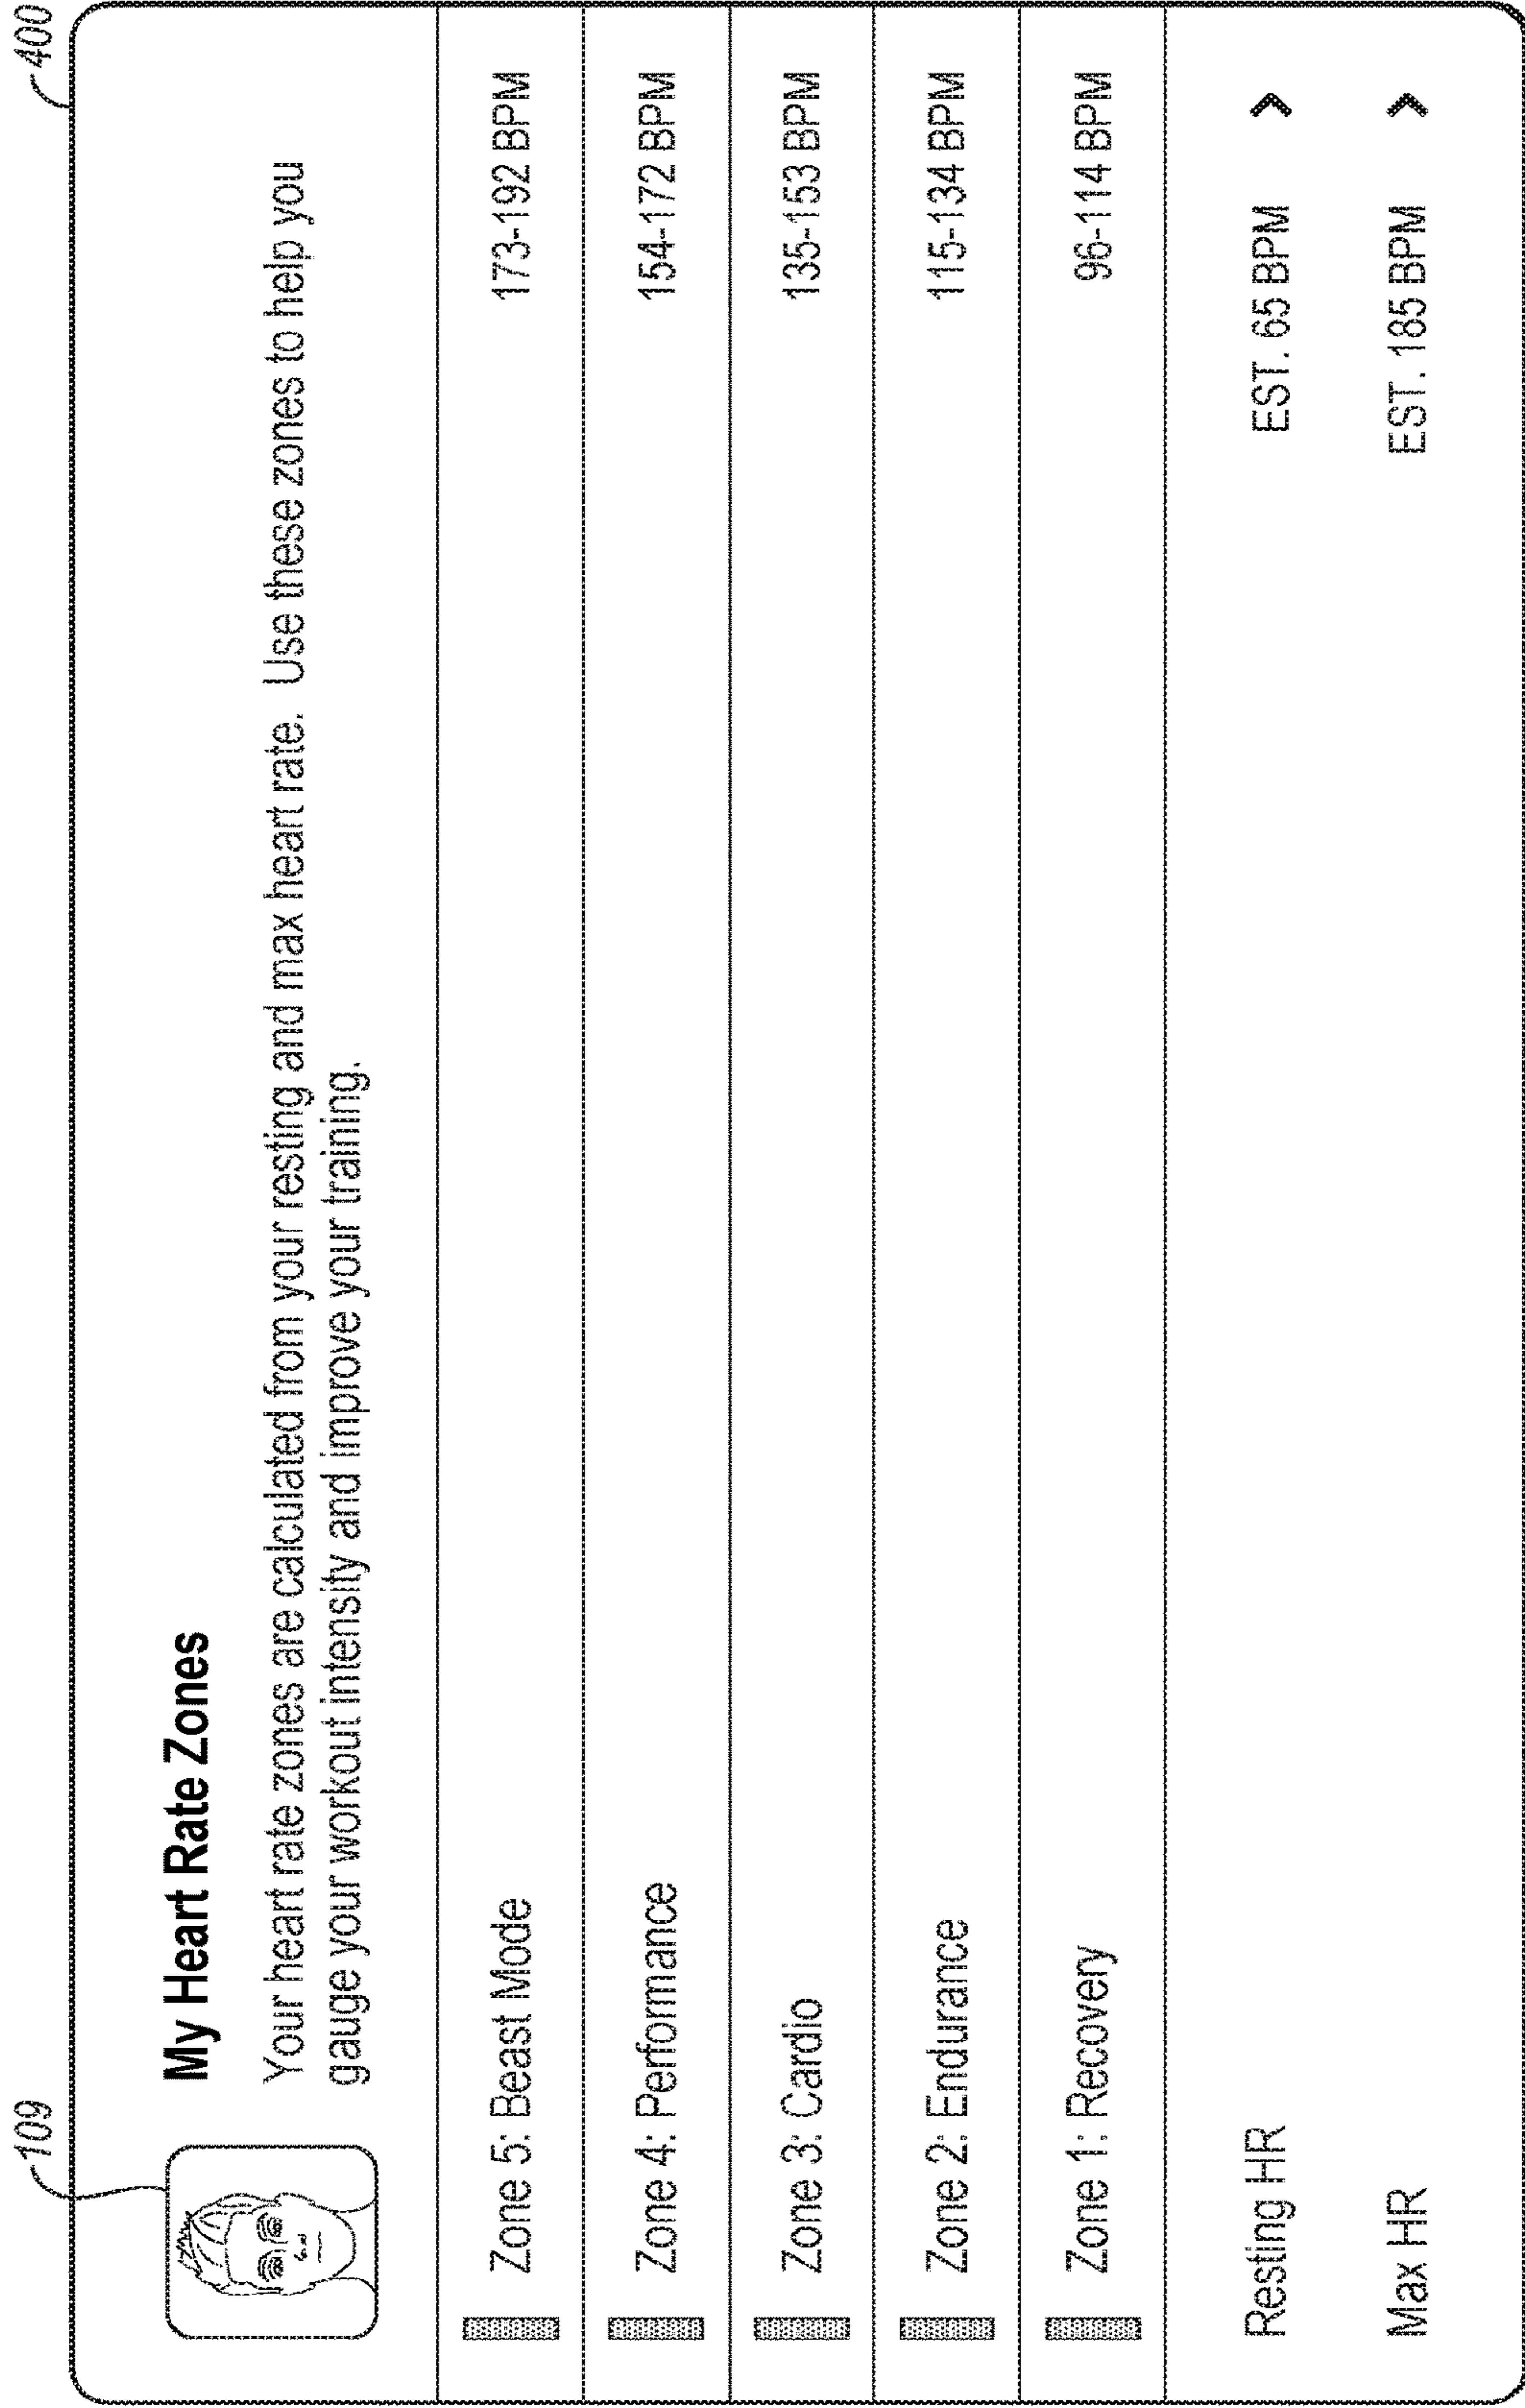 400
109
My Heart Rate Zones
Your heart rate zones are calculated from your resting and max heart rate. Use these zones to help you
gauge your workout intensity and improve your training.
Zone 5: Beast Mode 173-192 BPM
Zone 4: Performance 154-172 BPM
Zone 3: Cardio 135-153 BPM
Zone 2: Endurance 115-134 BPM
Zone 1: Recovery 96-114 BPM
Resting HR EST. 65 BPM >
Max HR EST. 185 BPM >